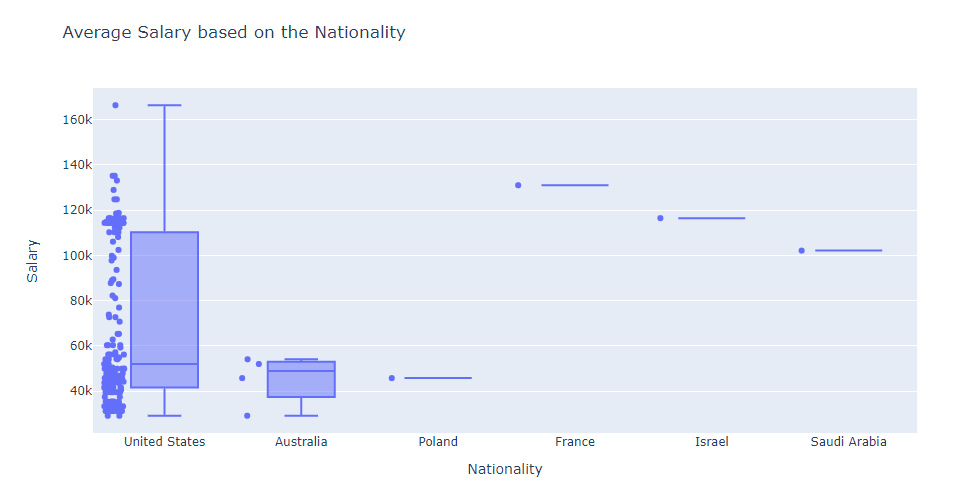 Average Salary based on the Nationality
160k
140k
120k
100k
80k
60k
40k
Salary
United States Australia Poland France Israel Saudi Arabia
Nationality